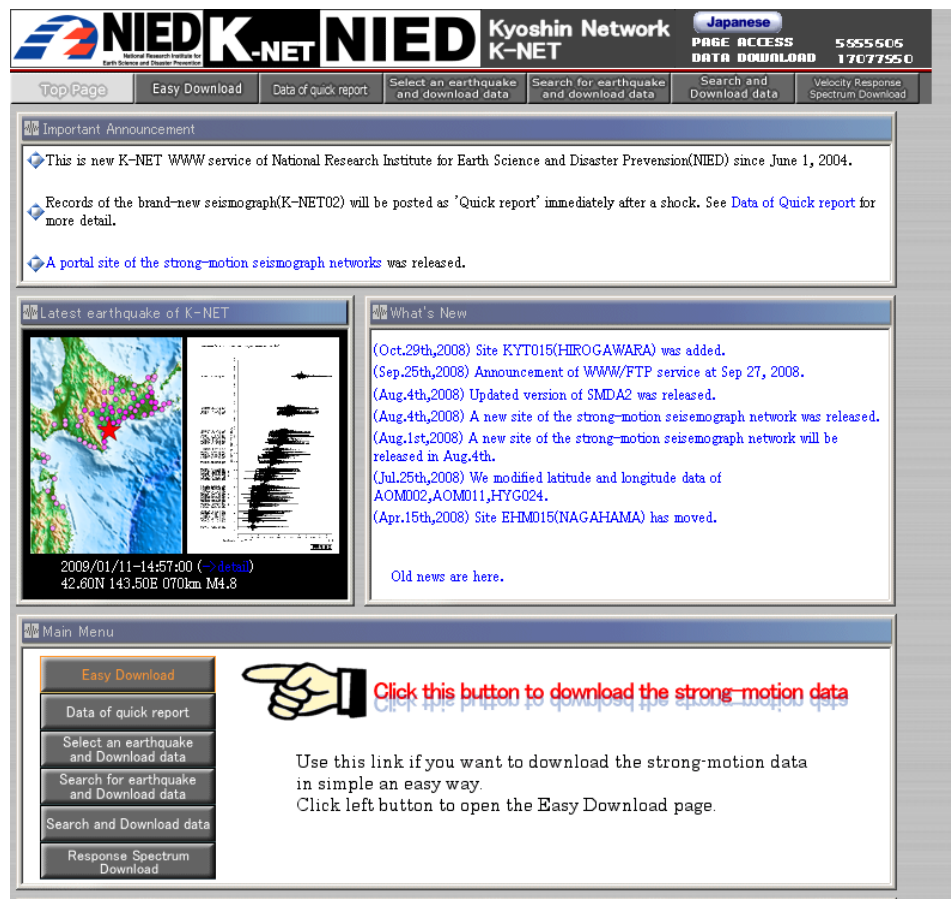 NIED
National Research Institute for
Earth Science and Disaster Prevention
K-NET NIED
Kyoshin Network
K-NET
Japanese
PAGE ACCESS 5855606
DATA DOWNLOAD 17077550
Top Page
Easy Download
Data of quick report
Select an earthquake
and download data
Search for earthquake
and download data
Search and
Download data
Velocity Response
Spectrum Download
Important Announcement
This is new K-NET WWW service of National Research Institute for Earth Science and Disaster Prevension(NIED) since June 1, 2004.
Records of the brand-new seismograph(K-NET02) will be posted as 'Quick report' immediately after a shock. See Data of Quick report for
more detail.
A portal site of the strong-motion seismograph networks was released.
Latest earthquake of K-NET
2009/01/11-14:57:00 (->detail)
42.60N 143.50E 070km M4.8
What's New
(Oct.29th,2008) Site KYT015(HIROGAWARA) was added.
(Sep.25th,2008) Announcement of WWW/FTP service at Sep 27, 2008.
(Aug.4th,2008) Updated version of SMDA2 was released.
(Aug.4th,2008) A new site of the strong-motion seisemograph network was released.
(Aug.1st,2008) A new site of the strong-motion seisemograph network will be
released in Aug.4th.
(Jul.25th,2008) We modified latitude and longitude data of
AOM002,AOM011,HYG024.
(Apr.15th,2008) Site EHM015(NAGAHAMA) has moved.
Old news are here.
Main Menu
Easy Download
Data of quick report
Select an earthquake
and Download data
Search for earthquake
and Download data
Search and Download data
Response Spectrum
Download
Click this button to download the strong-motion data
Use this link if you want to download the strong-motion data
in simple an easy way.
Click left button to open the Easy Download page.